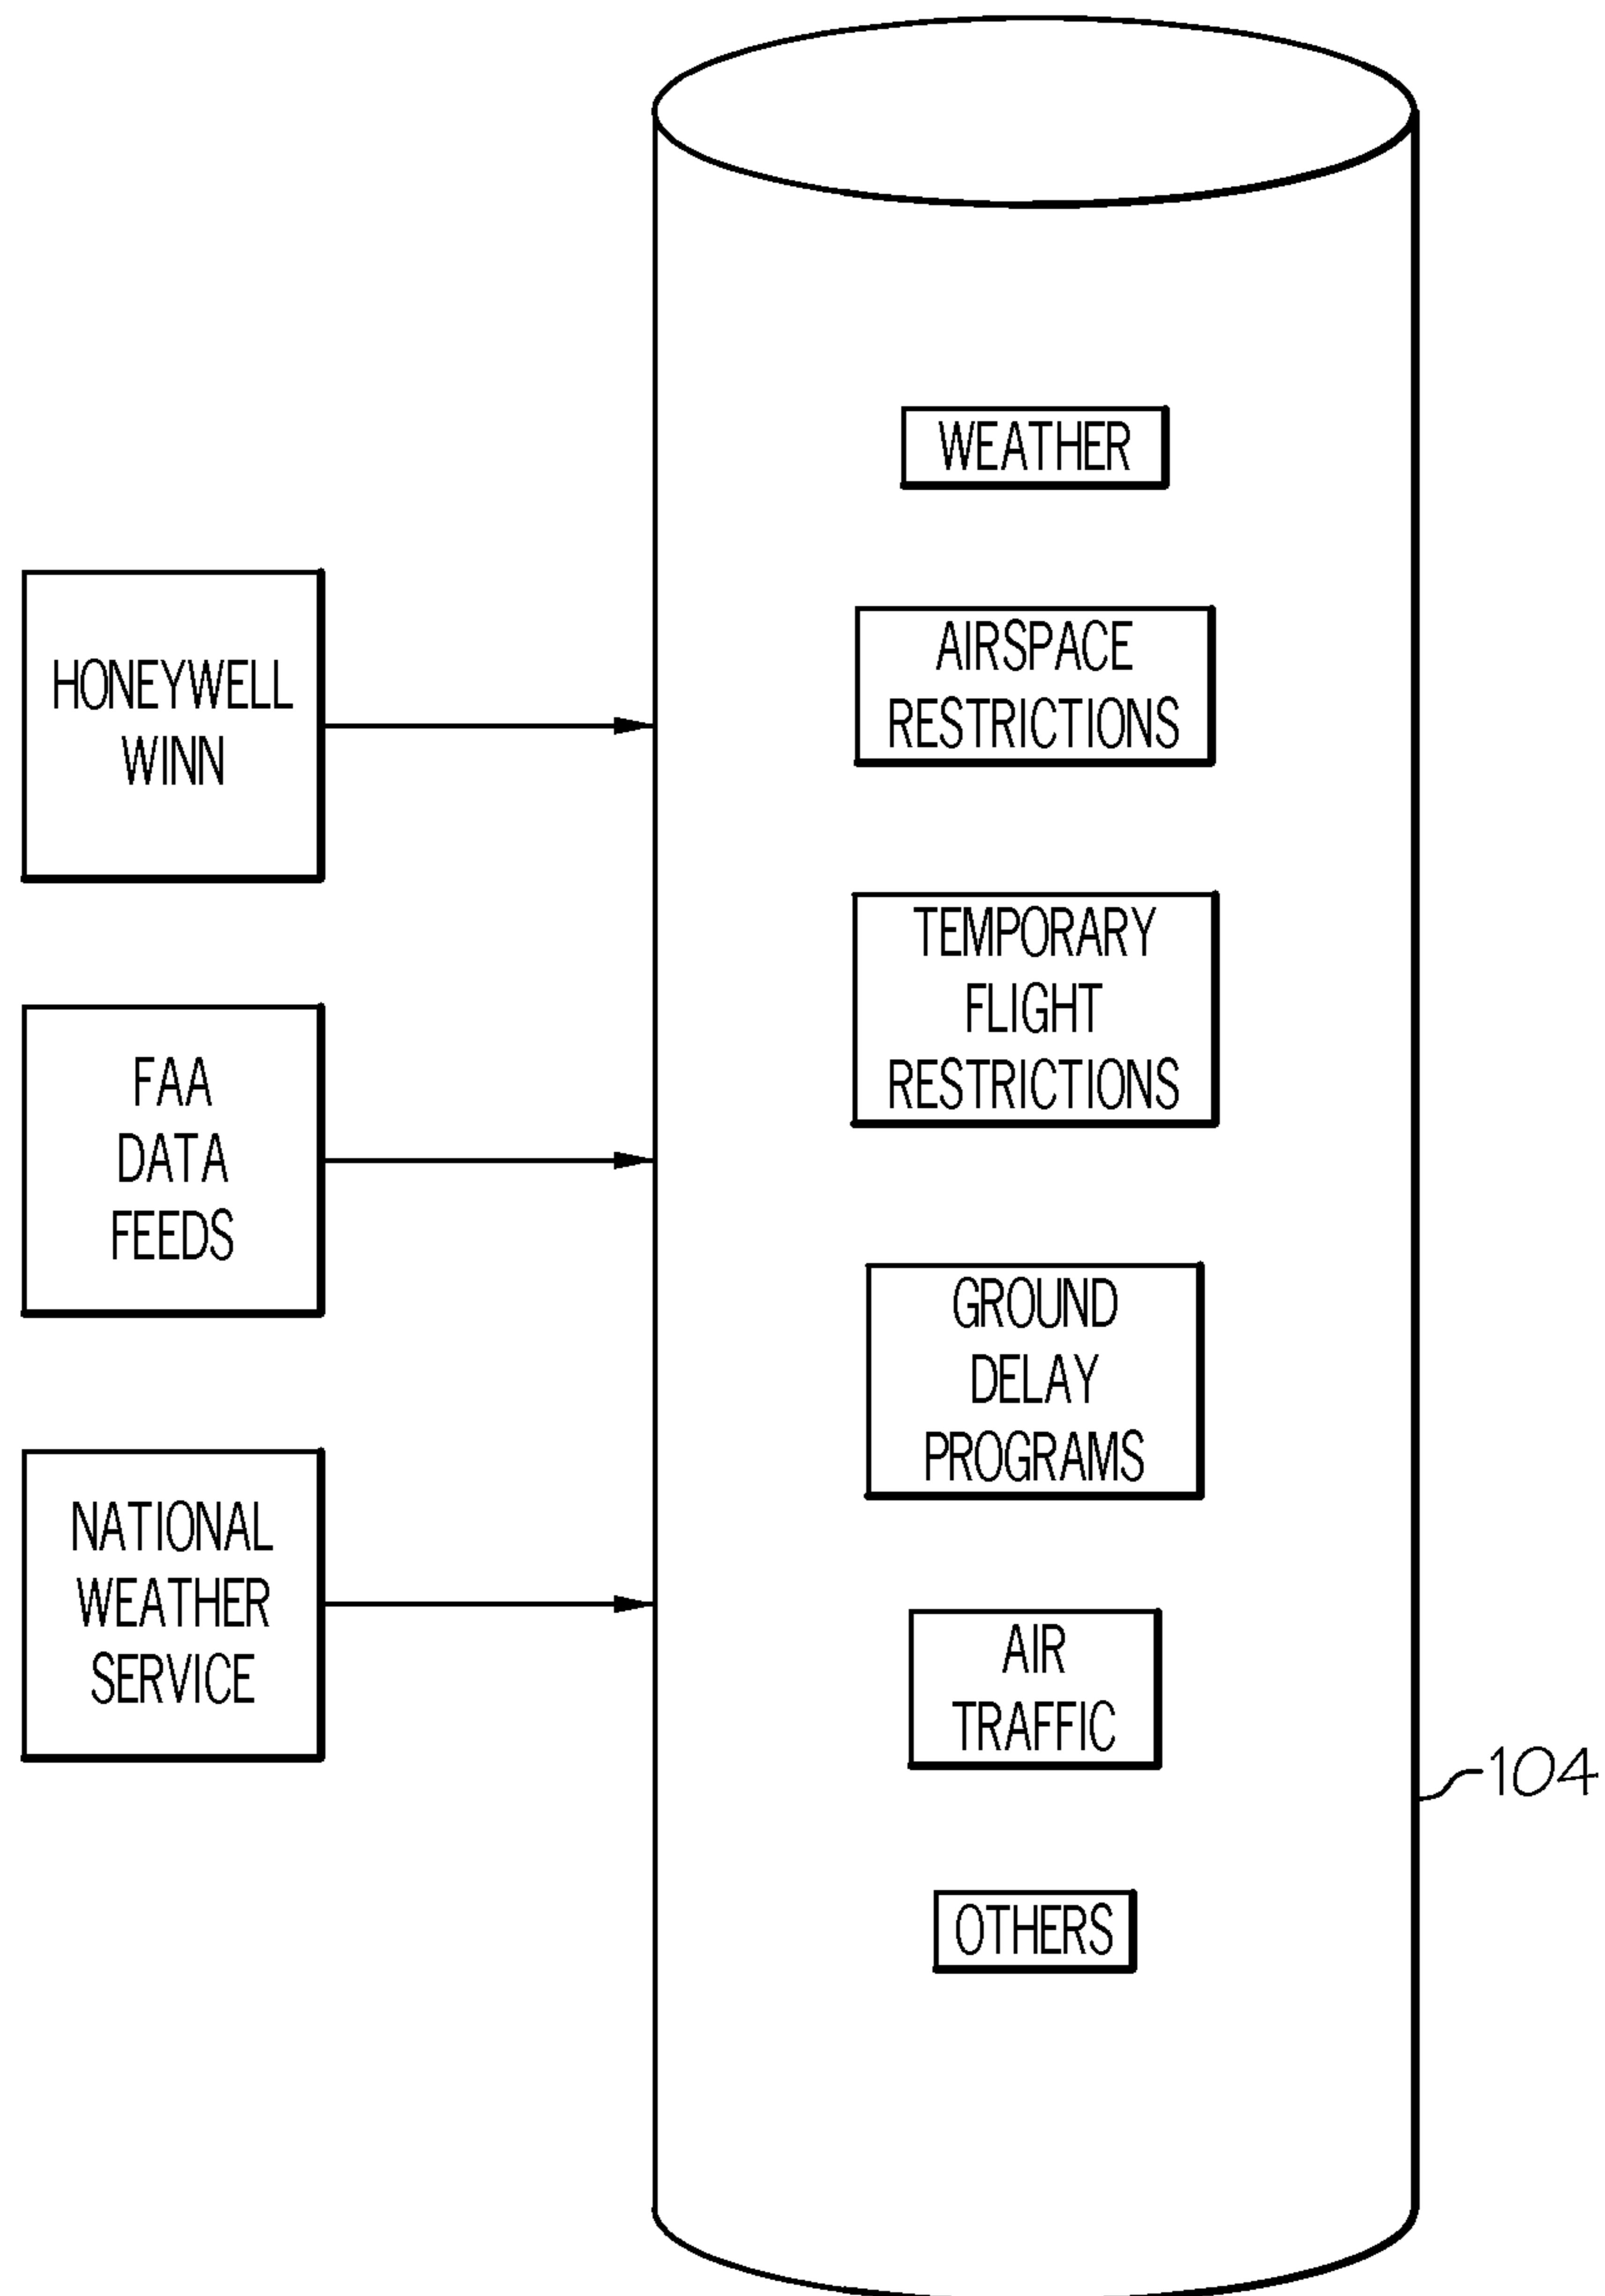 WEATHER
AIRSPACE
RESTRICTIONS
HONEYWELL
WINN
TEMPORARY
FLIGHT
RESTRICTIONS
FAA
DATA
FEEDS
GROUND
DELAY
PROGRAMS
NATIONAL
WEATHER
SERVICE
AIR
TRAFFIC
104
OTHERS